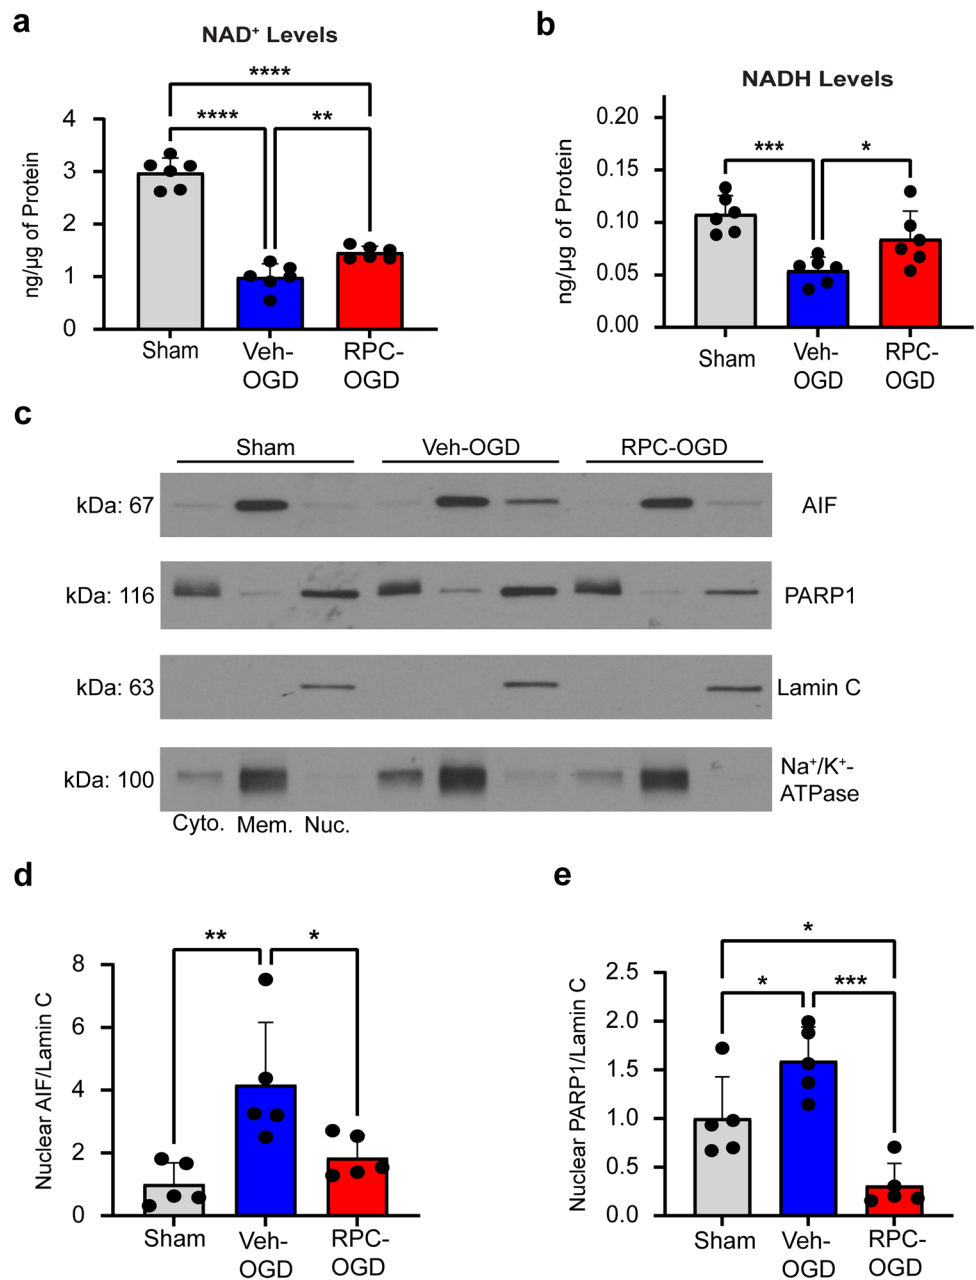 a
NAD⁺ Levels
****
****
**
ng/µg of Protein
4
3
2
1
0
Sham
Veh-
OGD
RPC-
OGD
b
NADH Levels
***
*
ng/µg of Protein
0.20
0.15
0.10
0.05
0.00
Sham
Veh-
OGD
RPC-
OGD
c
Sham
Veh-OGD
RPC-OGD
kDa: 67
AIF
kDa: 116
PARP1
kDa: 63
Lamin C
kDa: 100
Na⁺/K⁺-
ATPase
Cyto. Mem. Nuc.
d
**
*
Nuclear AIF/Lamin C
8
6
4
2
0
Sham
Veh-
OGD
RPC-
OGD
e
*
*
***
Nuclear PARP1/Lamin C
2.5
2.0
1.5
1.0
0.5
0.0
Sham
Veh-
OGD
RPC-
OGD